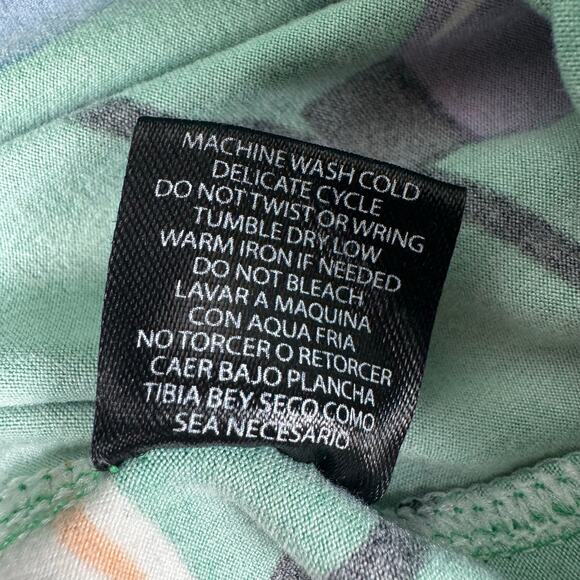 MACHINE WASH COLD
DELICATE CYCLE
DO NOT TWIST OR WRING
TUMBLE DRY LOW
WARM IRON IF NEEDED
DO NOT BLEACH
LAVAR A MAQUINA
CON AQUA FRIA
NO TORCER O RETORCER
CAER BAJO PLANCHA
TIBIA BEY SECO COMO
SEA NECESARIO